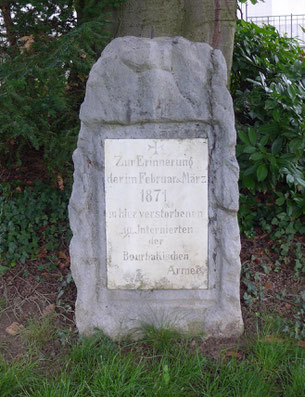 Zur Erinnerung
der im Februar & März
1871
hier verstorbenen
Internierten
der
Bourbakischen
Armee